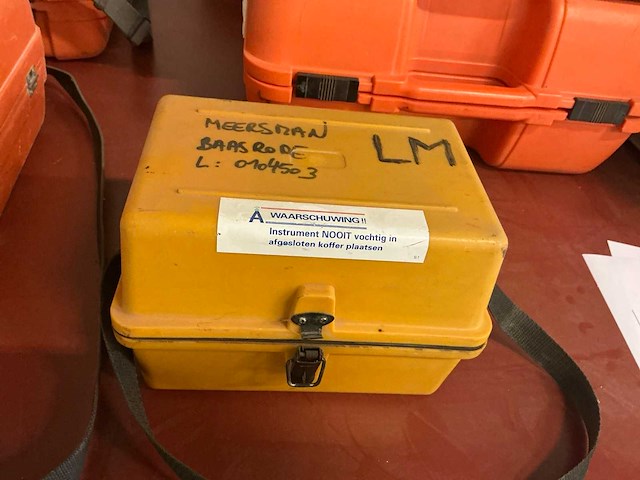 MEERSMAN
BAASRODE
L: 0104503
LM
A WAARSCHUWING!!
Instrument NOOIT vochtig in
afgesloten koffer plaatsen